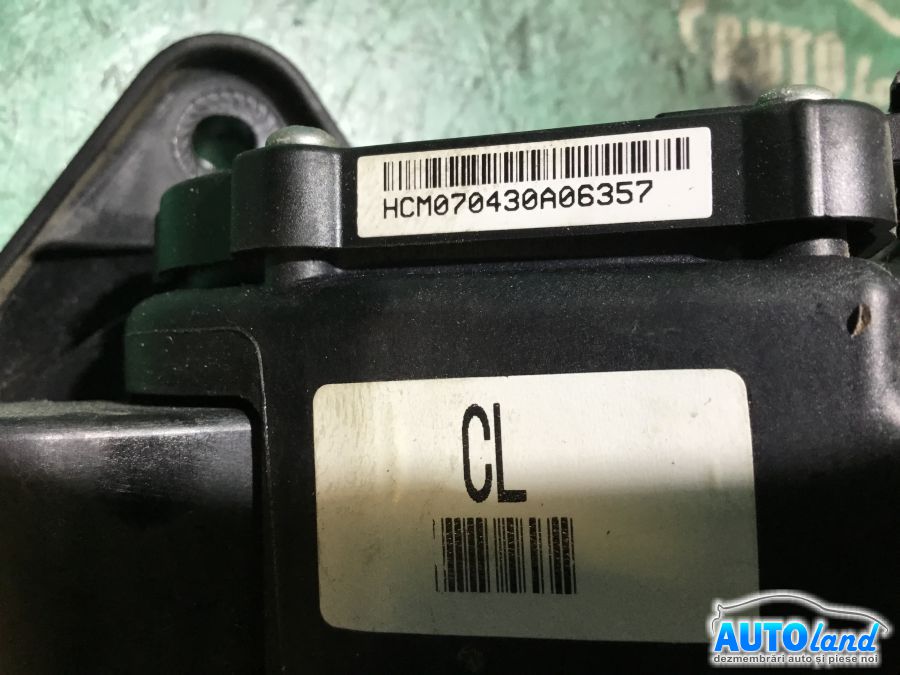 HCM070430A06357
CL
AUTOland
dezmembrări auto și piese noi